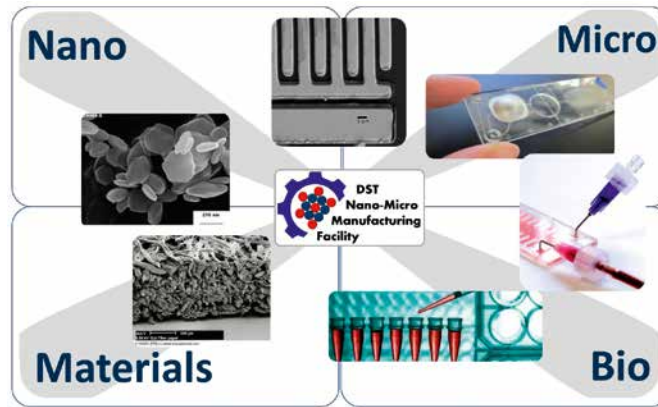 Nano
Micro
DST
Nano-Micro
Manufacturing
Facility
Materials
Bio